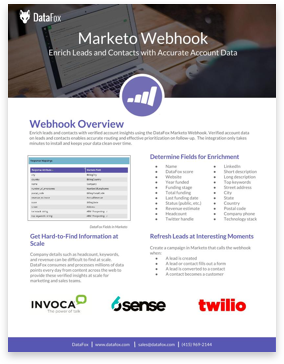 DataFox
Marketo Webhook
Enrich Leads and Contacts with Accurate Account Data
Webhook Overview
Enrich leads and contacts with verified account insights using the DataFox Marketo Webhook. Verified account data
on leads and contacts enables accurate routing and effective prioritization on follow-up. The integration only takes
minutes to install and keeps your data clean over time.
DataFox Fields in Marketo
Determine Fields for Enrichment
Name
DataFox score
Website
Year funded
Funding stage
Total funding
Last funding date
Status (public, etc.)
Revenue estimate
Headcount
Twitter handle
LinkedIn
Short description
Long description
Top keywords
Street address
City
State
Country
Postal code
Company phone
Technology stack
Get Hard-to-Find Information at
Scale
Company details such as headcount, keywords,
and revenue can be difficult to find at scale.
DataFox consumes and processes millions of data
points every day from content across the web to
provide these verified insights at scale for
marketing and sales teams.
Refresh Leads at Interesting Moments
Create a campaign in Marketo that calls the webhook
when:
A lead is created
A lead or contact fills out a form
A lead is converted to a contact
A contact becomes a customer
INVOCA
The power of talk
6sense
twilio
DataFox | www.datafox.com | sales@datafox.com | (415) 969-2144